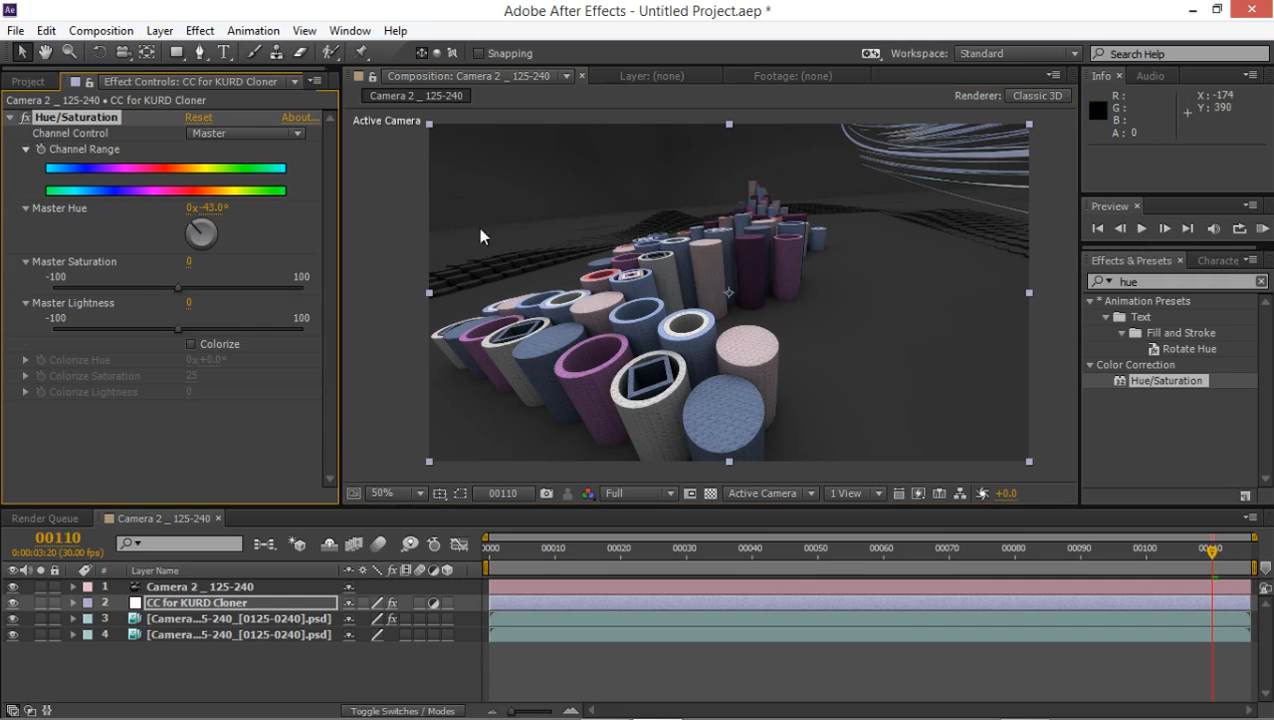 Adobe After Effects - Untitled Project.aep *
File Edit Composition Layer Effect Animation View Window Help
Snapping
Workspace: Standard
Search Help
Project
Effect Controls: CC for KURD Cloner
Camera 2 _ 125-240 • CC for KURD Cloner
fx Hue/Saturation Reset About...
Channel Control Master
Channel Range
Master Hue 0x-43.0°
Master Saturation 0
-100 100
Master Lightness 0
-100 100
Colorize
Colorize Hue 0x+0.0°
Colorize Saturation 25
Colorize Lightness 0
Composition: Camera 2 _ 125-240
Layer: (none)
Footage: (none)
Camera 2 _ 125-240
Renderer: Classic 3D
Active Camera
50% 00110 Full Active Camera 1 View +0.0
Info Audio
R: X: -174
G: Y: 390
B:
A: 0
Preview
Effects & Presets Characte
hue
* Animation Presets
Text
Fill and Stroke
Rotate Hue
Color Correction
Hue/Saturation
Render Queue
Camera 2 _ 125-240
00110
0:00:03:20 (30.00 fps)
0000 00010 00020 00030 00040 00050 00060 00070 00080 00090 00100
# Layer Name
1 Camera 2 _ 125-240
2 CC for KURD Cloner
3 [Camera...5-240_[0125-0240].psd]
4 [Camera...5-240_[0125-0240].psd]
Toggle Switches / Modes